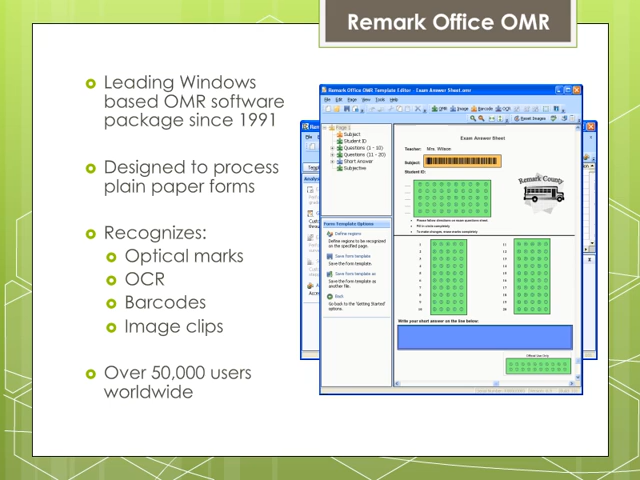 Remark Office OMR
Leading Windows
based OMR software
package since 1991
Designed to process
plain paper forms
Recognizes:
Optical marks
OCR
Barcodes
Image clips
Over 50,000 users
worldwide
Remark Office OMR Template Editor - Exam Answer Sheet.omr
File Edit Page View Tools Help
OMR Image Barcode OCR
Reset Images
Page 1
Subject
Student ID
Questions (1 - 10)
Questions (11 - 20)
Short Answer
Subjective
Form Template Options
Define regions
Define regions to be recognized
on the specified page.
Save form template
Save the form template.
Save form template as
Save the form template as
another file.
Back
Go back to the 'Getting Started'
options.
Exam Answer Sheet
Teacher: Mrs. Wilson
Subject:
Student ID:
Remark County
Write your short answer on the line below:
Official Use Only